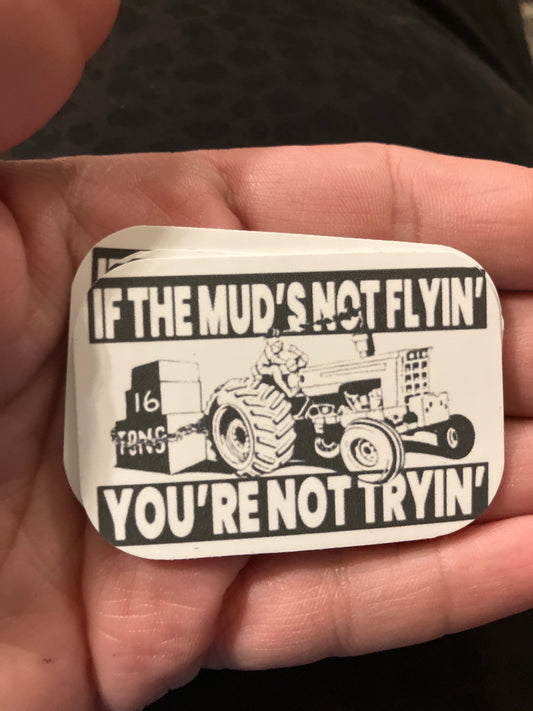 IF THE MUD'S NOT FLYIN'
16
TONS
YOU'RE NOT TRYIN'